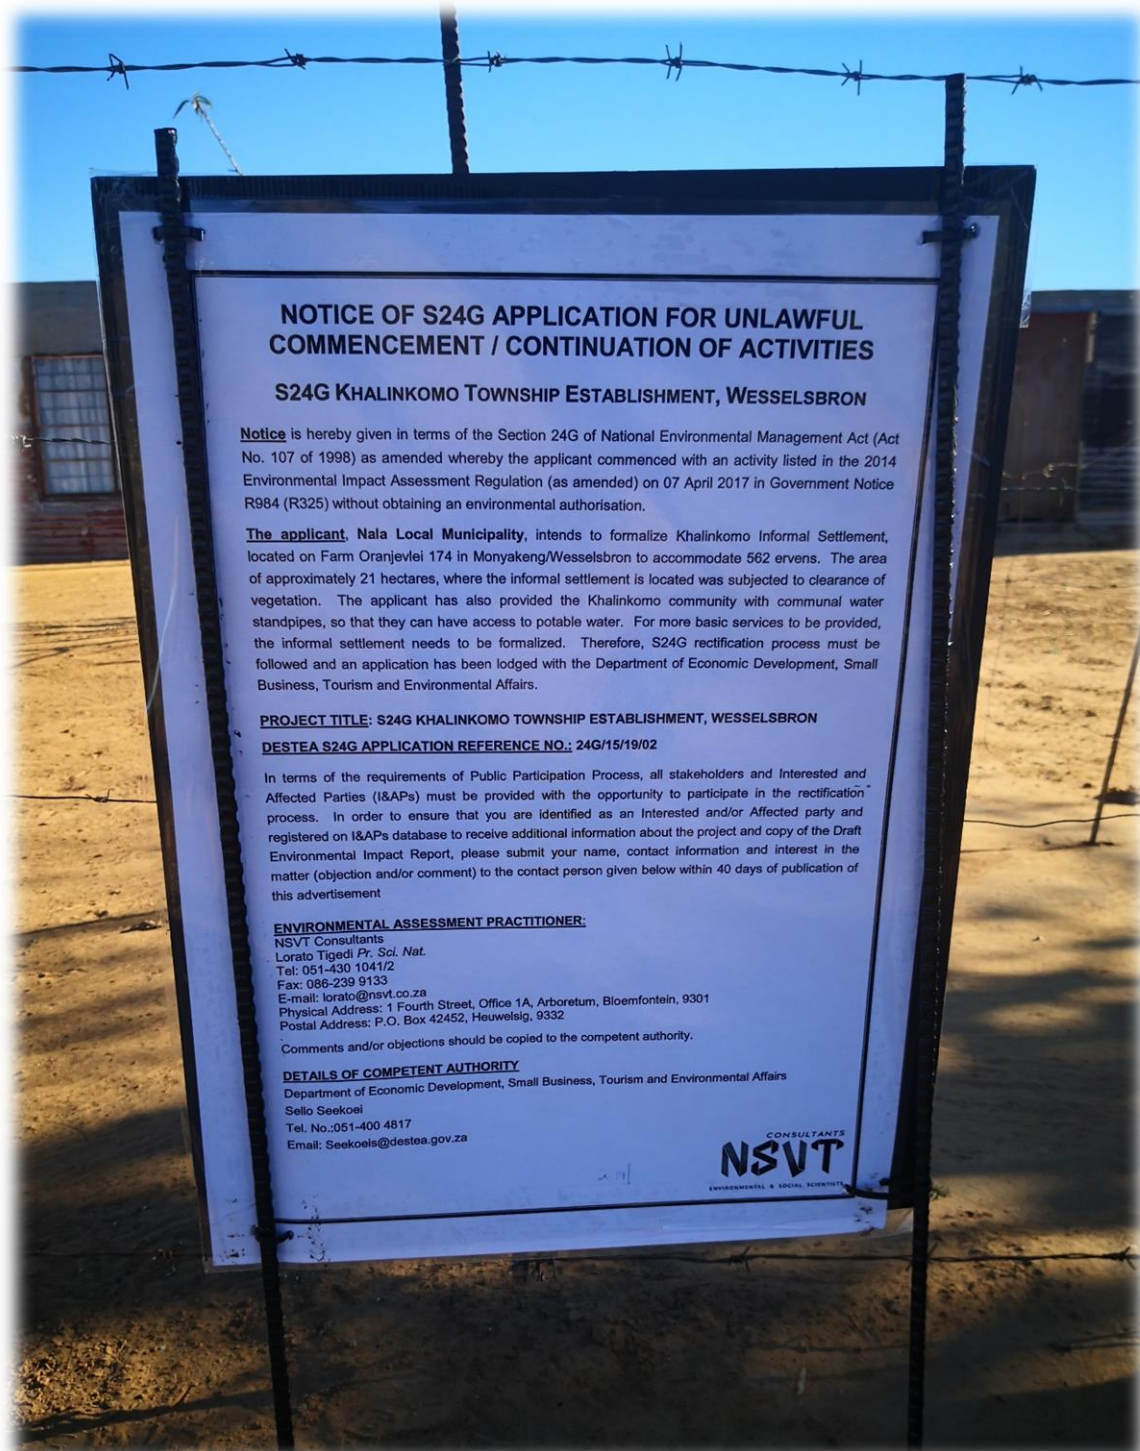 NOTICE OF S24G APPLICATION FOR UNLAWFUL
COMMENCEMENT / CONTINUATION OF ACTIVITIES
S24G KHALINKOMO TOWNSHIP ESTABLISHMENT, WESSELSBRON
Notice is hereby given in terms of the Section 24G of National Environmental Management Act (Act
No. 107 of 1998) as amended whereby the applicant commenced with an activity listed in the 2014
Environmental Impact Assessment Regulation (as amended) on 07 April 2017 in Government Notice
R984 (R325) without obtaining an environmental authorisation.
The applicant, Nala Local Municipality, intends to formalize Khalinkomo Informal Settlement,
located on Farm Oranjevlei 174 in Monyakeng/Wesselsbron to accommodate 562 ervens. The area
of approximately 21 hectares, where the informal settlement is located was subjected to clearance of
vegetation. The applicant has also provided the Khalinkomo community with communal water
standpipes, so that they can have access to potable water. For more basic services to be provided,
the informal settlement needs to be formalized. Therefore, S24G rectification process must be
followed and an application has been lodged with the Department of Economic Development, Small
Business, Tourism and Environmental Affairs.
PROJECT TITLE: S24G KHALINKOMO TOWNSHIP ESTABLISHMENT, WESSELSBRON
DESTEA S24G APPLICATION REFERENCE NO.: 24G/15/19/02
In terms of the requirements of Public Participation Process, all stakeholders and Interested and
Affected Parties (I&APs) must be provided with the opportunity to participate in the rectification
process. In order to ensure that you are identified as an Interested and/or Affected party and
registered on I&APs database to receive additional information about the project and copy of the Draft
Environmental Impact Report, please submit your name, contact information and interest in the
matter (objection and/or comment) to the contact person given below within 40 days of publication of
this advertisement
ENVIRONMENTAL ASSESSMENT PRACTITIONER:
NSVT Consultants
Lorato Tigedi Pr. Sci. Nat.
Tel: 051-430 1041/2
Fax: 086-239 9133
E-mail: lorato@nsvt.co.za
Physical Address: 1 Fourth Street, Office 1A, Arboretum, Bloemfontein, 9301
Postal Address: P.O. Box 42452, Heuwelsig, 9332
Comments and/or objections should be copied to the competent authority.
DETAILS OF COMPETENT AUTHORITY
Department of Economic Development, Small Business, Tourism and Environmental Affairs
Sello Seekoei
Tel. No.:051-400 4817
Email: Seekoeis@destea.gov.za
CONSULTANTS
NSVT
ENVIRONMENTAL & SOCIAL SCIENTISTS